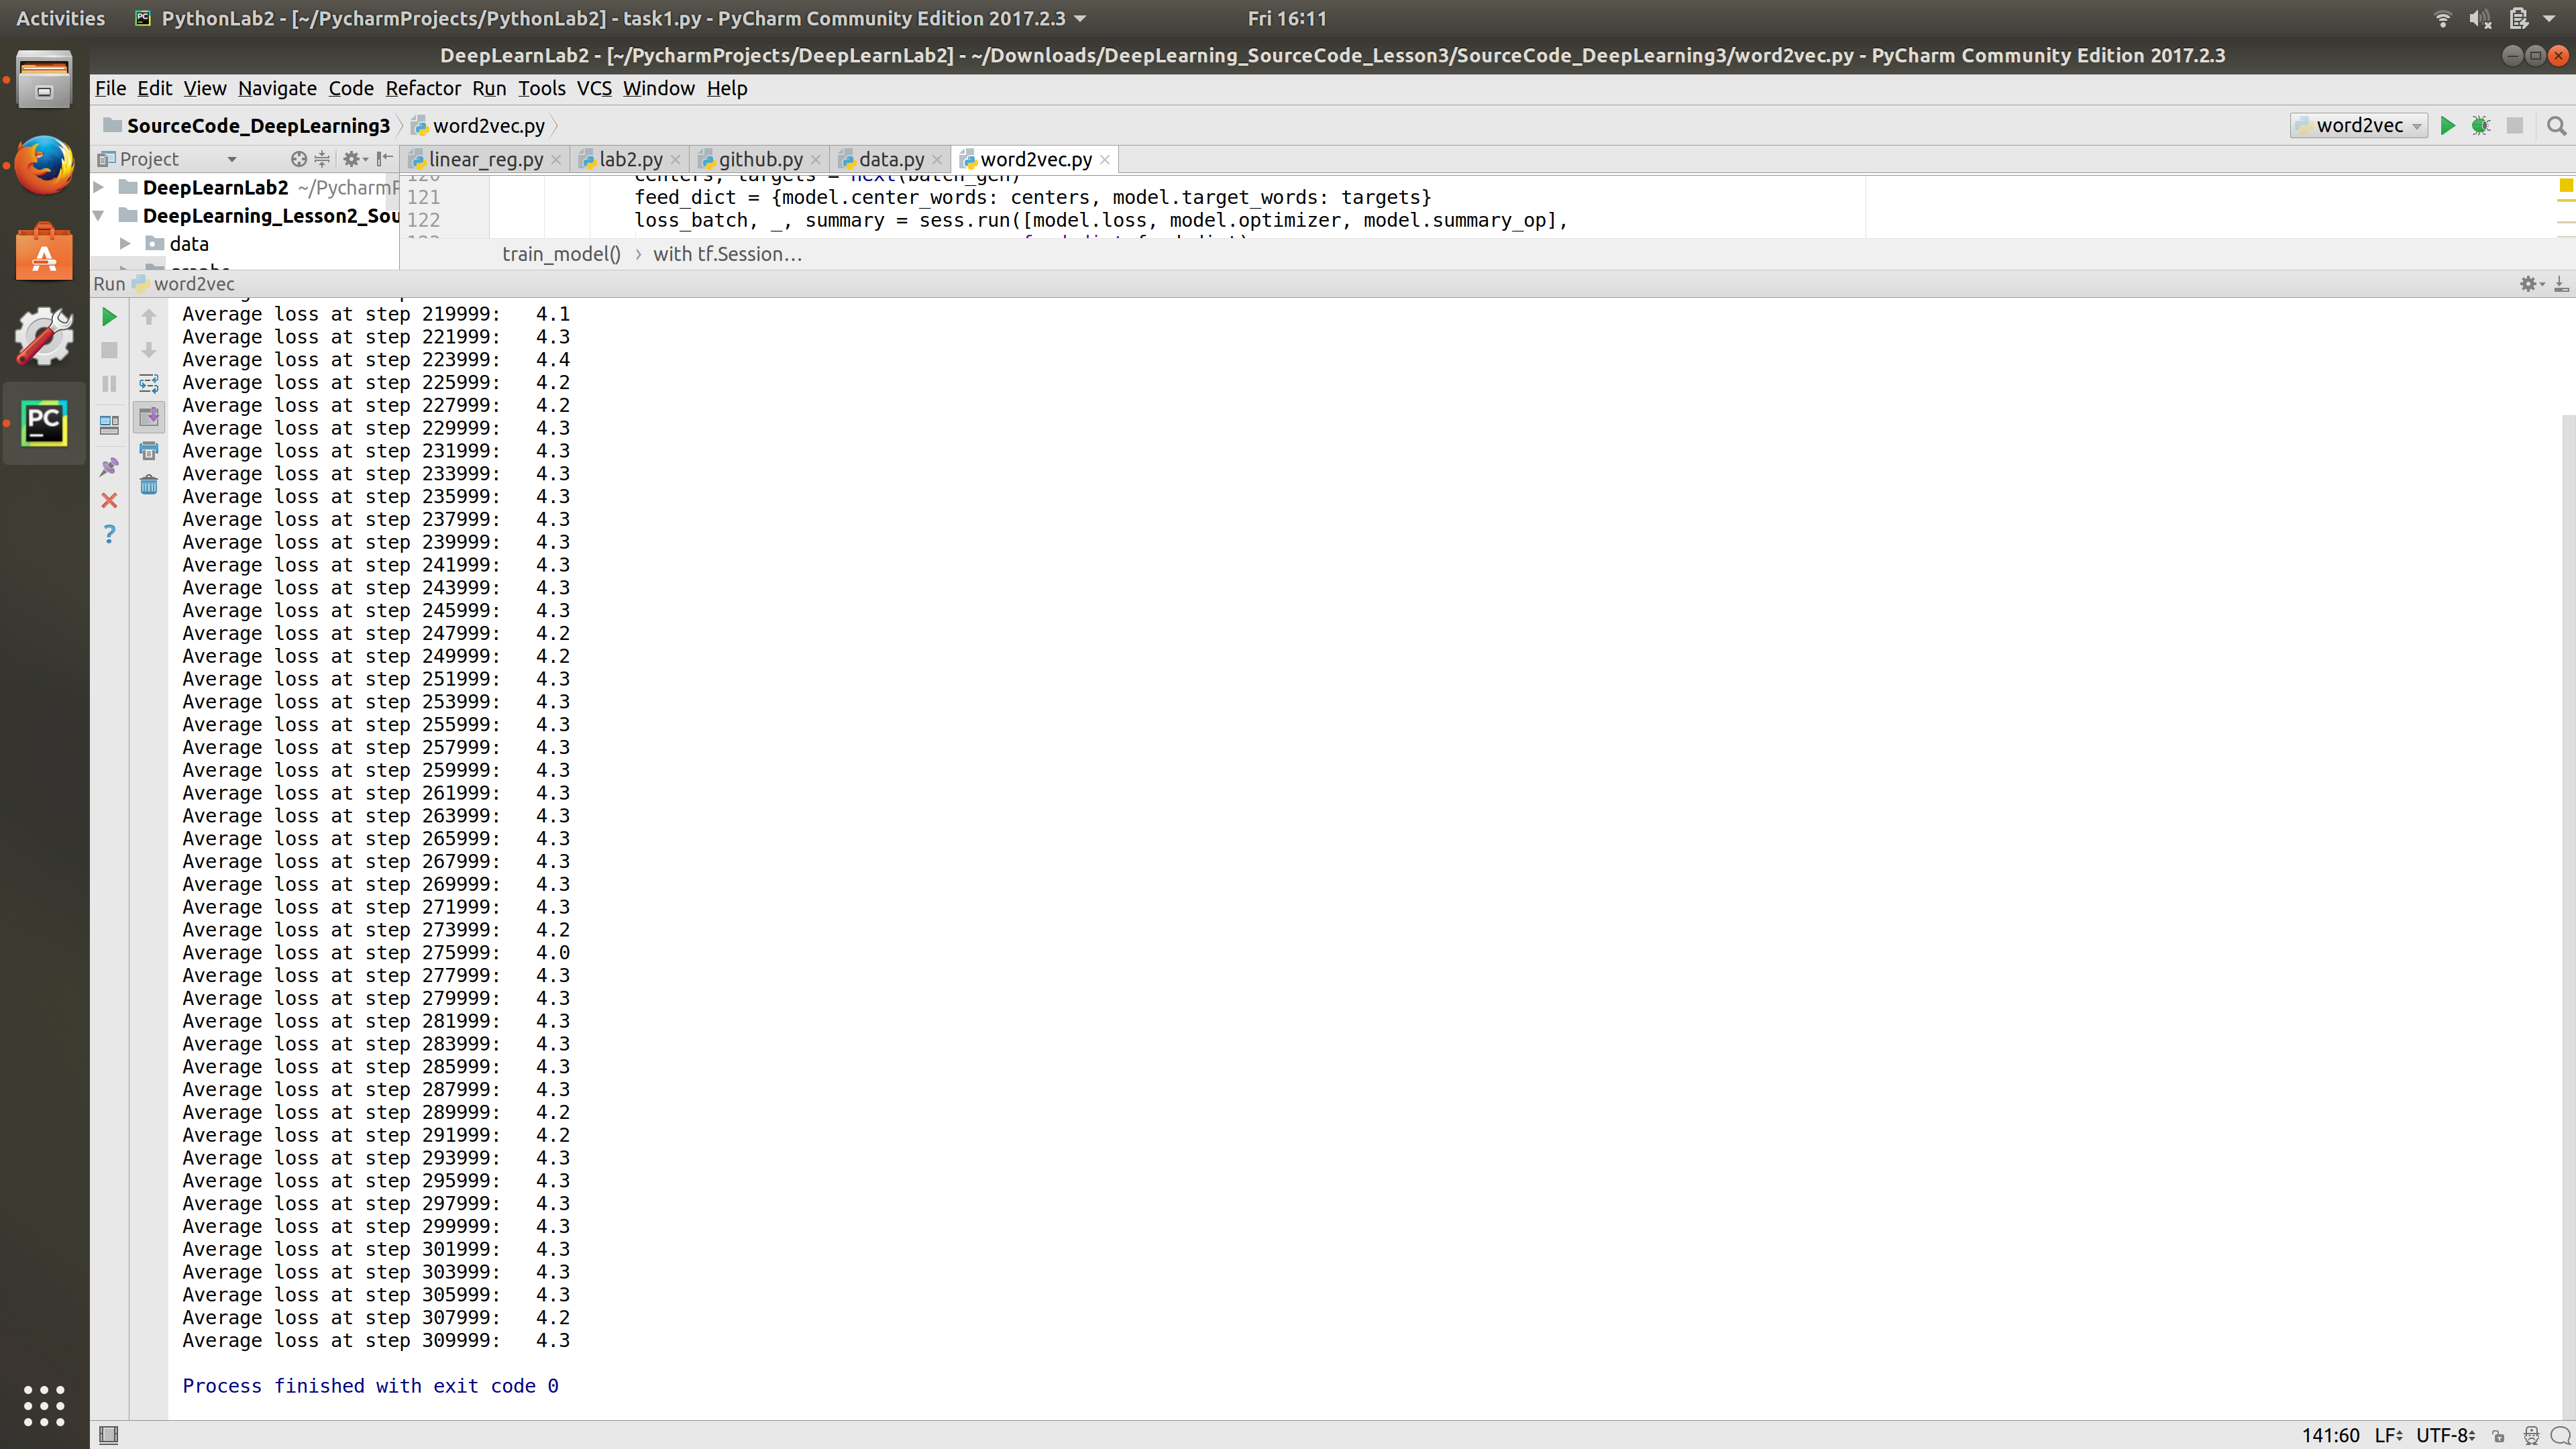 Activities
PythonLab2 - [~/PycharmProjects/PythonLab2] - task1.py - PyCharm Community Edition 2017.2.3
Fri 16:11
DeepLearnLab2 - [~/PycharmProjects/DeepLearnLab2] - ~/Downloads/DeepLearning_SourceCode_Lesson3/SourceCode_DeepLearning3/word2vec.py - PyCharm Community Edition 2017.2.3
File Edit View Navigate Code Refactor Run Tools VCS Window Help
SourceCode_DeepLearning3 word2vec.py
word2vec
Project
linear_reg.py lab2.py github.py data.py word2vec.py
DeepLearnLab2 ~/PycharmP
DeepLearning_Lesson2_Sou
data
120 centers, targets = next(batch_gen)
121 feed_dict = {model.center_words: centers, model.target_words: targets}
122 loss_batch, _, summary = sess.run([model.loss, model.optimizer, model.summary_op],
train_model() › with tf.Session…
Run word2vec
Average loss at step 219999: 4.1
Average loss at step 221999: 4.3
Average loss at step 223999: 4.4
Average loss at step 225999: 4.2
Average loss at step 227999: 4.2
Average loss at step 229999: 4.3
Average loss at step 231999: 4.3
Average loss at step 233999: 4.3
Average loss at step 235999: 4.3
Average loss at step 237999: 4.3
Average loss at step 239999: 4.3
Average loss at step 241999: 4.3
Average loss at step 243999: 4.3
Average loss at step 245999: 4.3
Average loss at step 247999: 4.2
Average loss at step 249999: 4.2
Average loss at step 251999: 4.3
Average loss at step 253999: 4.3
Average loss at step 255999: 4.3
Average loss at step 257999: 4.3
Average loss at step 259999: 4.3
Average loss at step 261999: 4.3
Average loss at step 263999: 4.3
Average loss at step 265999: 4.3
Average loss at step 267999: 4.3
Average loss at step 269999: 4.3
Average loss at step 271999: 4.3
Average loss at step 273999: 4.2
Average loss at step 275999: 4.0
Average loss at step 277999: 4.3
Average loss at step 279999: 4.3
Average loss at step 281999: 4.3
Average loss at step 283999: 4.3
Average loss at step 285999: 4.3
Average loss at step 287999: 4.3
Average loss at step 289999: 4.2
Average loss at step 291999: 4.2
Average loss at step 293999: 4.3
Average loss at step 295999: 4.3
Average loss at step 297999: 4.3
Average loss at step 299999: 4.3
Average loss at step 301999: 4.3
Average loss at step 303999: 4.3
Average loss at step 305999: 4.3
Average loss at step 307999: 4.2
Average loss at step 309999: 4.3
Process finished with exit code 0
141:60 LF UTF-8